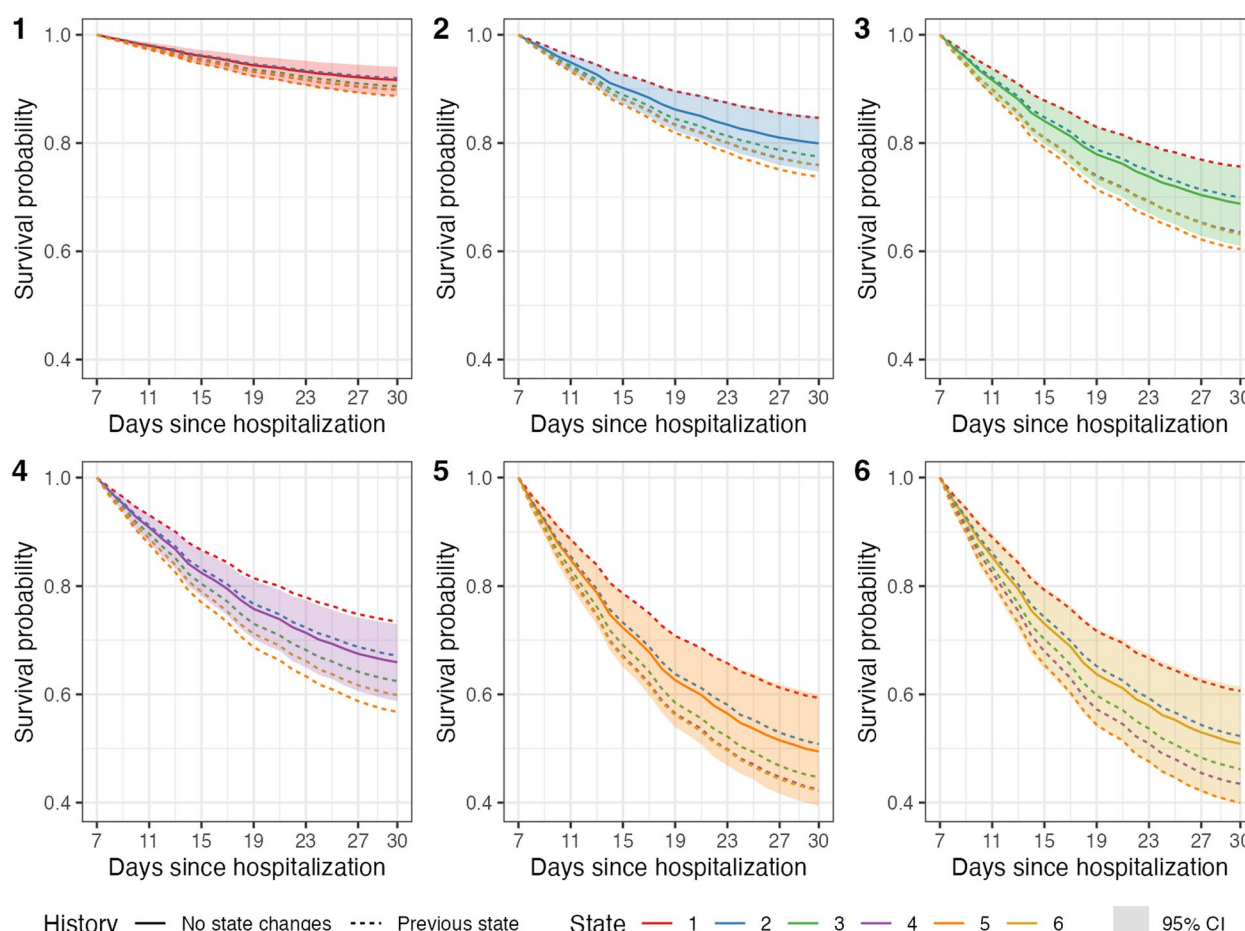 1
2
3
1.0
0.8
0.6
0.4
Survival probability
7 11 15 19 23 27 30
Days since hospitalization
1.0
0.8
0.6
0.4
Survival probability
7 11 15 19 23 27 30
Days since hospitalization
1.0
0.8
0.6
0.4
Survival probability
7 11 15 19 23 27 30
Days since hospitalization
4
5
6
1.0
0.8
0.6
0.4
Survival probability
7 11 15 19 23 27 30
Days since hospitalization
1.0
0.8
0.6
0.4
Survival probability
7 11 15 19 23 27 30
Days since hospitalization
1.0
0.8
0.6
0.4
Survival probability
7 11 15 19 23 27 30
Days since hospitalization
History No state changes Previous state State 1 2 3 4 5 6 95% CI